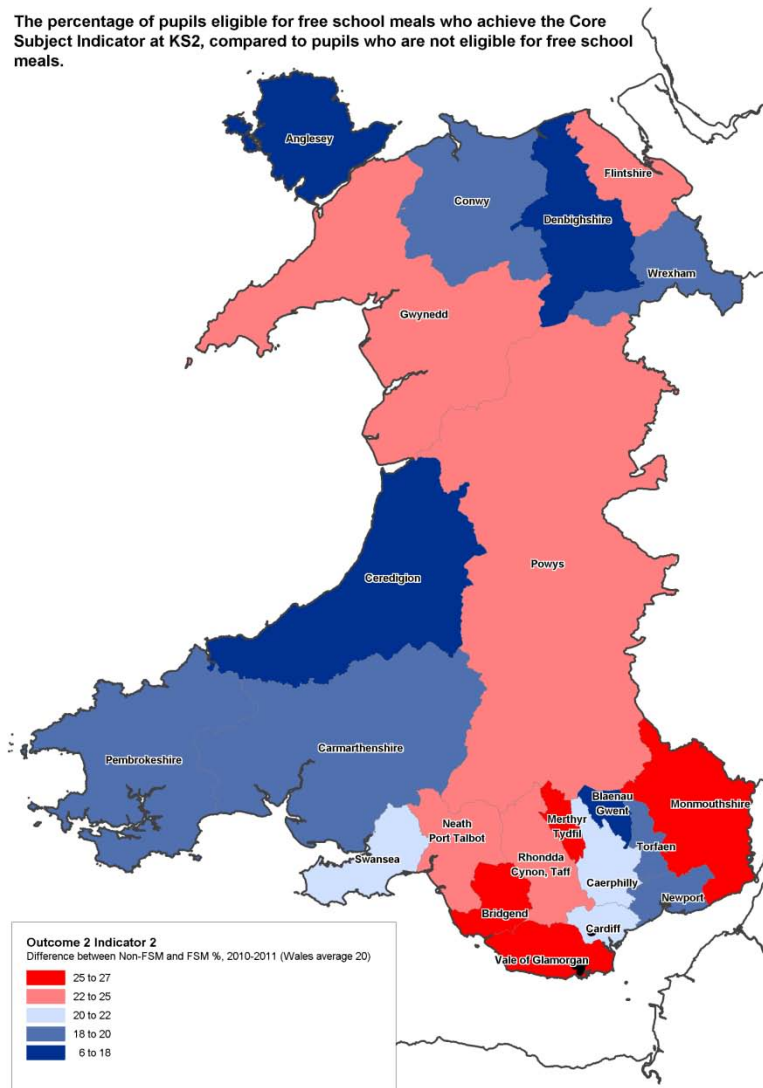 The percentage of pupils eligible for free school meals who achieve the Core
Subject Indicator at KS2, compared to pupils who are not eligible for free school
meals.
Anglesey
Flintshire
Conwy
Denbighshire
Wrexham
Gwynedd
Powys
Ceredigion
Carmarthenshire
Pembrokeshire
Blaenau
Gwent
Monmouthshire
Merthyr
Tydfil
Neath
Port Talbot
Torfaen
Swansea
Rhondda
Cynon, Taff
Caerphilly
Newport
Bridgend
Cardiff
Vale of Glamorgan
Outcome 2 Indicator 2
Difference between Non-FSM and FSM %, 2010-2011 (Wales average 20)
25 to 27
22 to 25
20 to 22
18 to 20
6 to 18